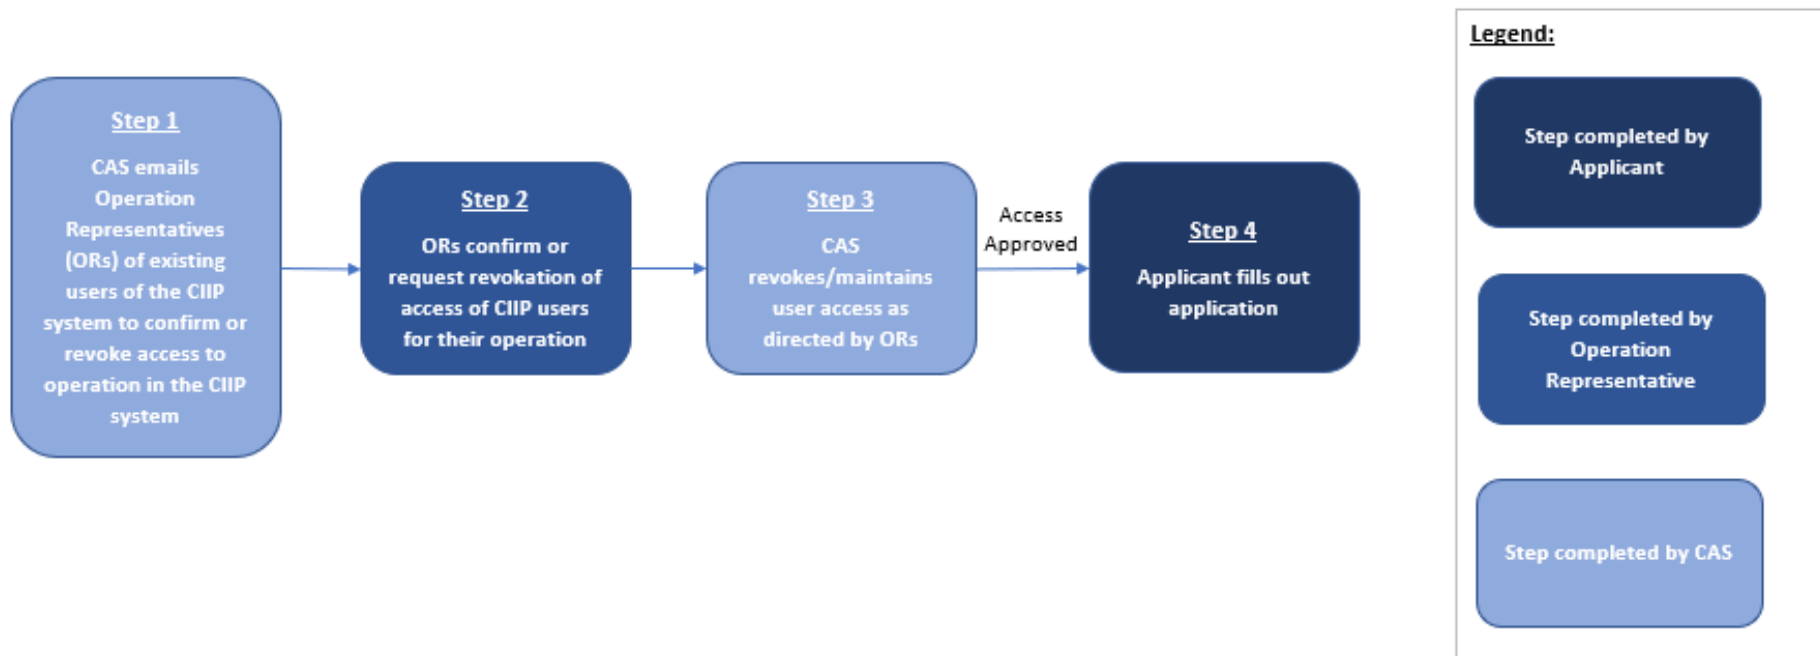 Step 1
CAS emails
Operation
Representatives
(ORs) of existing
users of the CIIP
system to confirm or
revoke access to
operation in the CIIP
system
Step 2
ORs confirm or
request revokation of
access of CIIP users
for their operation
Step 3
CAS
revokes/maintains
user access as
directed by ORs
Access
Approved
Step 4
Applicant fills out
application
Legend:
Step completed by
Applicant
Step completed by
Operation
Representative
Step completed by CAS